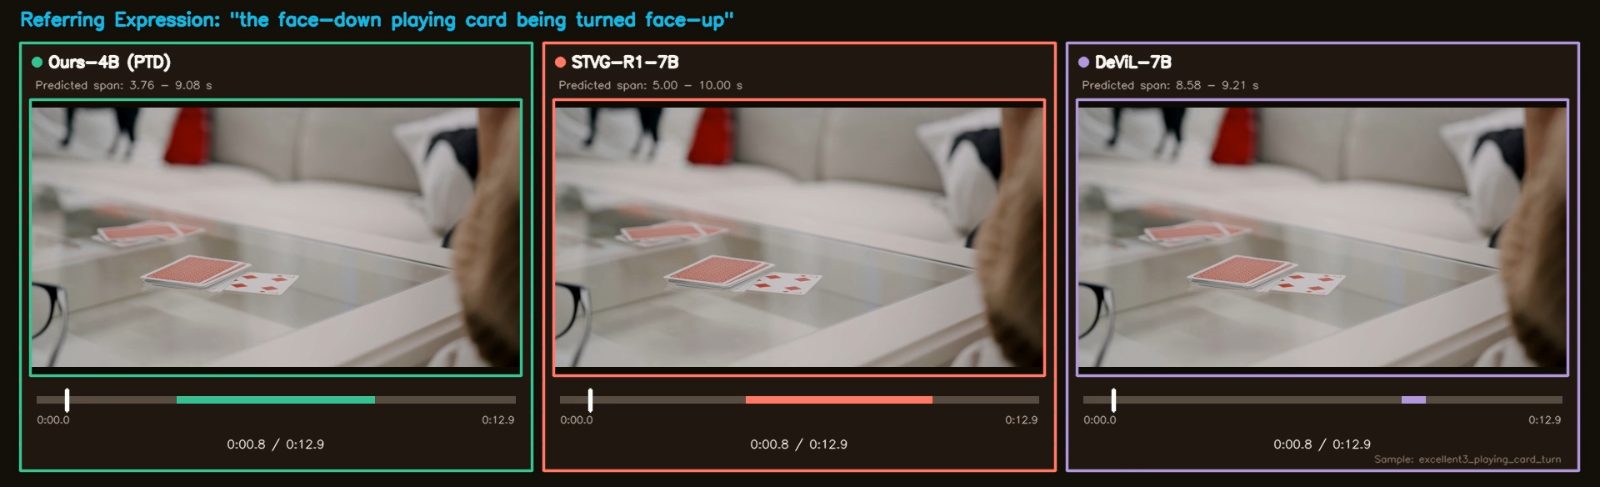 Referring Expression: "the face-down playing card being turned face-up"
Ours-4B (PTD)
Predicted span: 3.76 - 9.08 s
0:00.0
0:12.9
0:00.8 / 0:12.9
STVG-R1-7B
Predicted span: 5.00 - 10.00 s
0:00.0
0:12.9
0:00.8 / 0:12.9
DeViL-7B
Predicted span: 8.58 - 9.21 s
0:00.0
0:12.9
0:00.8 / 0:12.9
Sample: excellent3_playing_card_turn